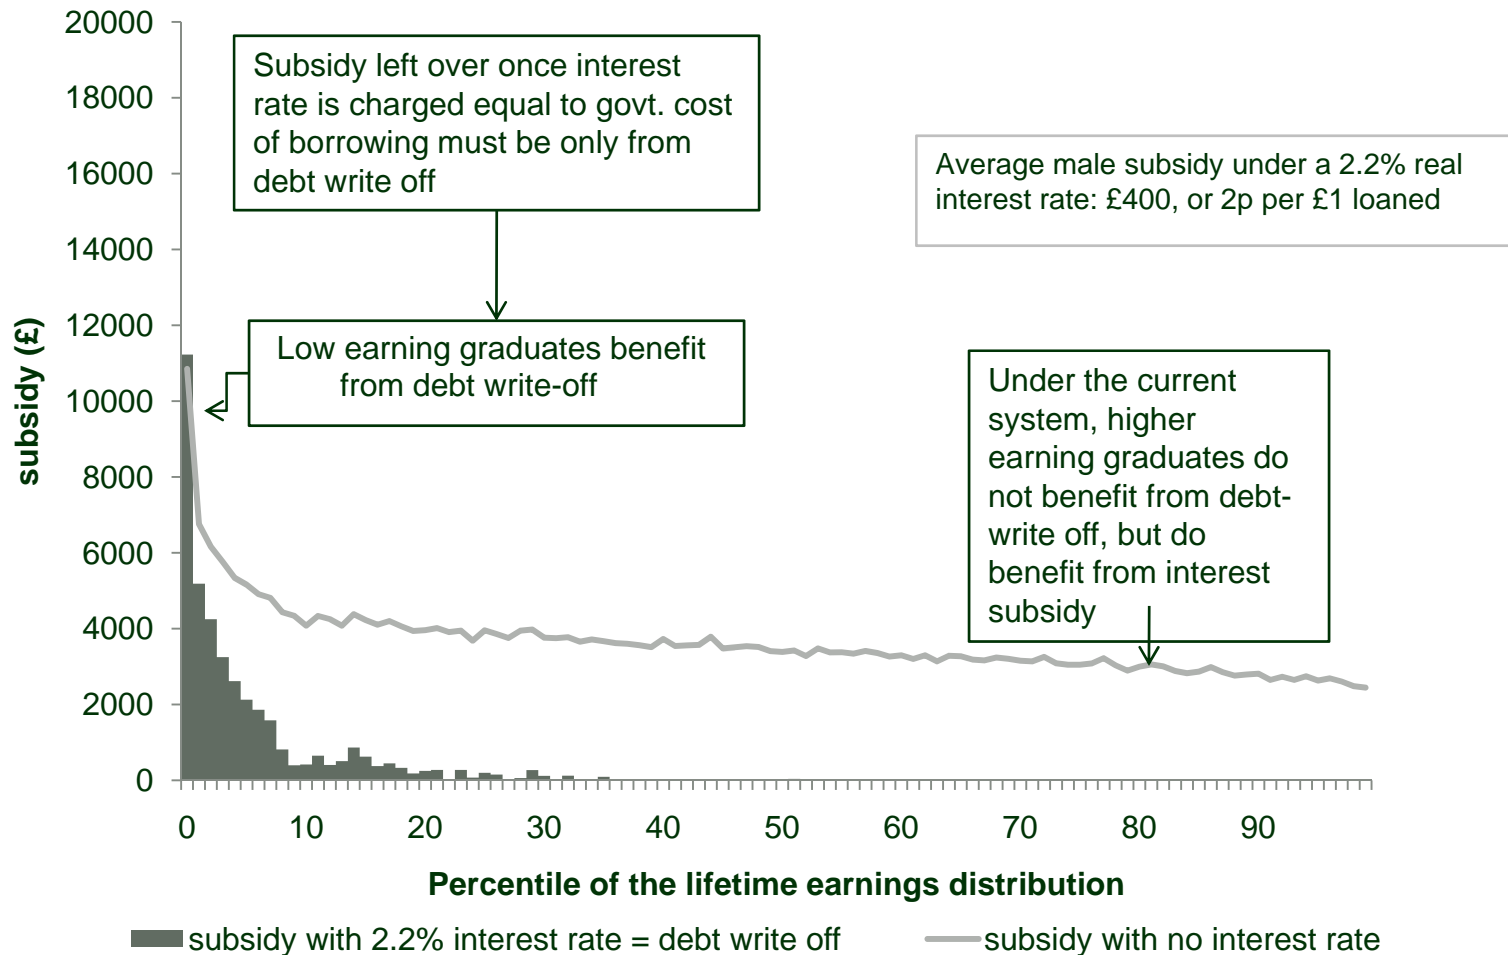 20000
18000
16000
14000
12000
10000
8000
6000
4000
2000
0
subsidy (£)
Subsidy left over once interest
rate is charged equal to govt. cost
of borrowing must be only from
debt write off
Average male subsidy under a 2.2% real
interest rate: £400, or 2p per £1 loaned
Low earning graduates benefit
from debt write-off
Under the current
system, higher
earning graduates do
not benefit from debt-
write off, but do
benefit from interest
subsidy
0 10 20 30 40 50 60 70 80 90
Percentile of the lifetime earnings distribution
subsidy with 2.2% interest rate = debt write off
subsidy with no interest rate